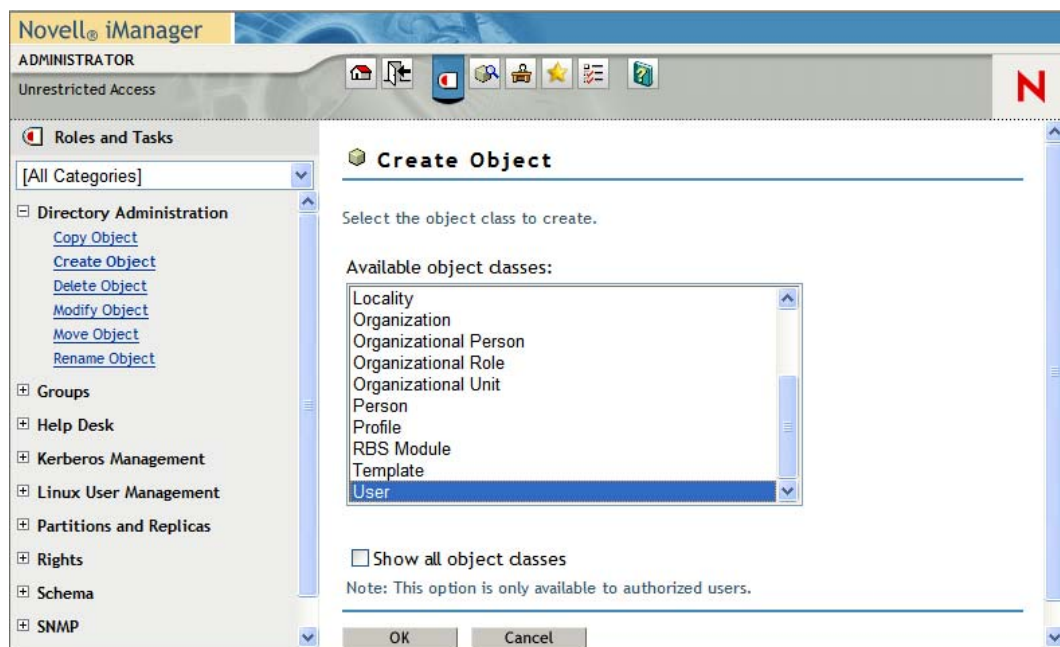 Novell® iManager
ADMINISTRATOR
Unrestricted Access
N
Roles and Tasks
[All Categories]
Directory Administration
Copy Object
Create Object
Delete Object
Modify Object
Move Object
Rename Object
Groups
Help Desk
Kerberos Management
Linux User Management
Partitions and Replicas
Rights
Schema
SNMP
Create Object
Select the object class to create.
Available object classes:
Locality
Organization
Organizational Person
Organizational Role
Organizational Unit
Person
Profile
RBS Module
Template
User
Show all object classes
Note: This option is only available to authorized users.
OK
Cancel